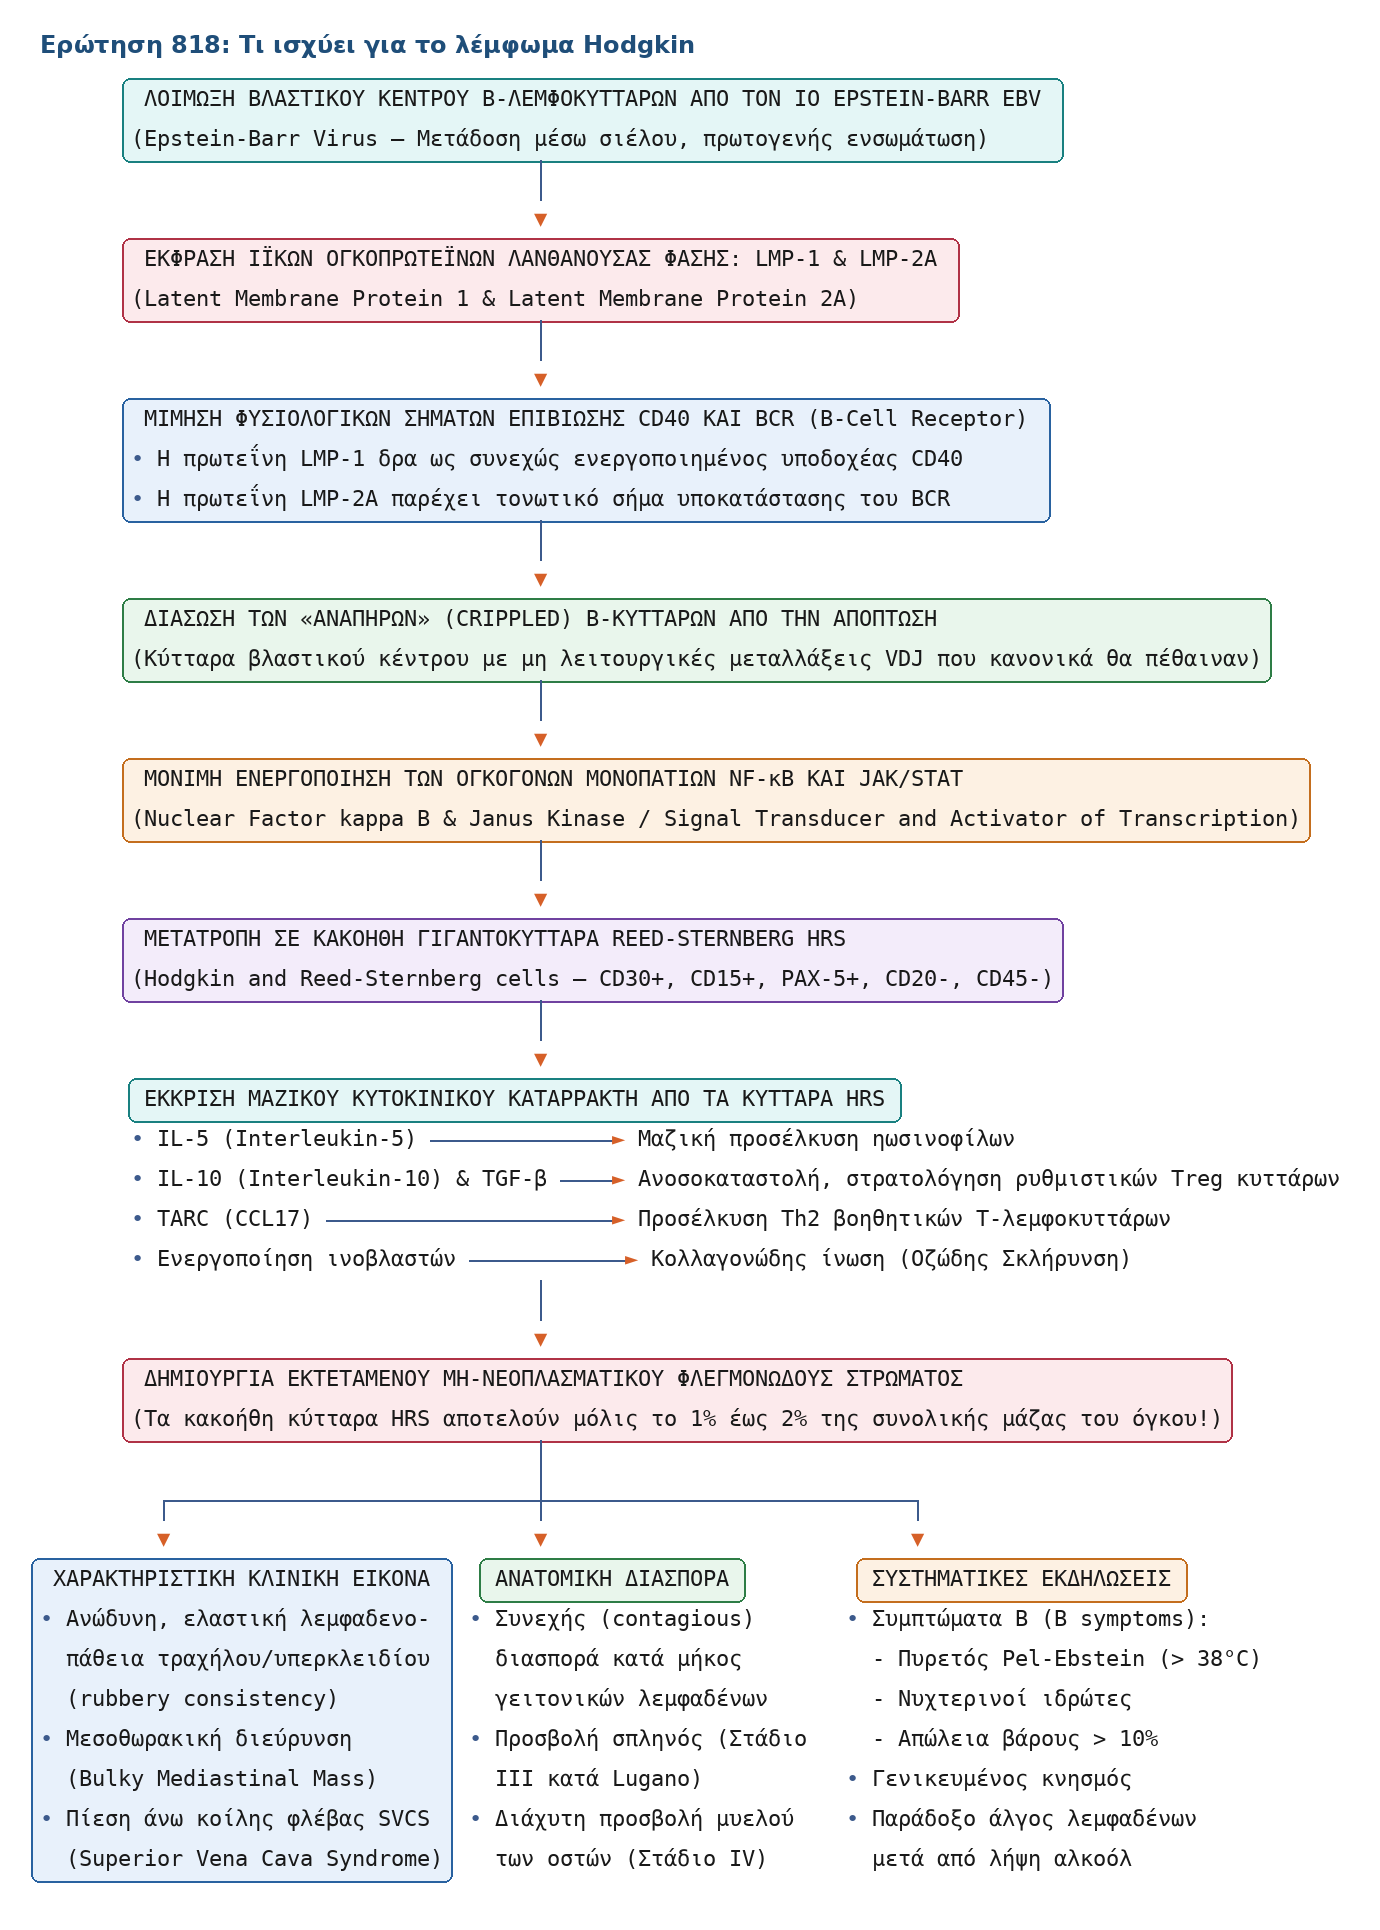 Ερώτηση 818: Τι ισχύει για το λέμφωμα Hodgkin
ΛΟΙΜΩΞΗ ΒΛΑΣΤΙΚΟΥ ΚΕΝΤΡΟΥ Β-ΛΕΜΦΟΚΥΤΤΑΡΩΝ ΑΠΟ ΤΟΝ ΙΟ EPSTEIN-BARR EBV
(Epstein-Barr Virus – Μετάδοση μέσω σιέλου, πρωτογενής ενσωμάτωση)
▼
ΕΚΦΡΑΣΗ ΙΪΚΩΝ ΟΓΚΟΠΡΩΤΕΪΝΩΝ ΛΑΝΘΑΝΟΥΣΑΣ ΦΑΣΗΣ: LMP-1 & LMP-2A
(Latent Membrane Protein 1 & Latent Membrane Protein 2A)
▼
ΜΙΜΗΣΗ ΦΥΣΙΟΛΟΓΙΚΩΝ ΣΗΜΑΤΩΝ ΕΠΙΒΙΩΣΗΣ CD40 ΚΑΙ BCR (B-Cell Receptor)
• Η πρωτεΐνη LMP-1 δρα ως συνεχώς ενεργοποιημένος υποδοχέας CD40
• Η πρωτεΐνη LMP-2A παρέχει τονωτικό σήμα υποκατάστασης του BCR
▼
ΔΙΑΣΩΣΗ ΤΩΝ «ΑΝΑΠΗΡΩΝ» (CRIPPLED) Β-ΚΥΤΤΑΡΩΝ ΑΠΟ ΤΗΝ ΑΠΟΠΤΩΣΗ
(Κύτταρα βλαστικού κέντρου με μη λειτουργικές μεταλλάξεις VDJ που κανονικά θα πέθαιναν)
▼
ΜΟΝΙΜΗ ΕΝΕΡΓΟΠΟΙΗΣΗ ΤΩΝ ΟΓΚΟΓΟΝΩΝ ΜΟΝΟΠΑΤΙΩΝ NF-κB ΚΑΙ JAK/STAT
(Nuclear Factor kappa B & Janus Kinase / Signal Transducer and Activator of Transcription)
▼
ΜΕΤΑΤΡΟΠΗ ΣΕ ΚΑΚΟΗΘΗ ΓΙΓΑΝΤΟΚΥΤΤΑΡΑ REED-STERNBERG HRS
(Hodgkin and Reed-Sternberg cells – CD30+, CD15+, PAX-5+, CD20-, CD45-)
▼
ΕΚΚΡΙΣΗ ΜΑΖΙΚΟΥ ΚΥΤΟΚΙΝΙΚΟΥ ΚΑΤΑΡΡΑΚΤΗ ΑΠΟ ΤΑ ΚΥΤΤΑΡΑ HRS
• IL-5 (Interleukin-5) ────► Μαζική προσέλκυση ηωσινοφίλων
• IL-10 (Interleukin-10) & TGF-β ────► Ανοσοκαταστολή, στρατολόγηση ρυθμιστικών Treg κυττάρων
• TARC (CCL17) ────► Προσέλκυση Th2 βοηθητικών Τ-λεμφοκυττάρων
• Ενεργοποίηση ινοβλαστών ────► Κολλαγονώδης ίνωση (Οζώδης Σκλήρυνση)
▼
ΔΗΜΙΟΥΡΓΙΑ ΕΚΤΕΤΑΜΕΝΟΥ ΜΗ-ΝΕΟΠΛΑΣΜΑΤΙΚΟΥ ΦΛΕΓΜΟΝΩΔΟΥΣ ΣΤΡΩΜΑΤΟΣ
(Τα κακοήθη κύτταρα HRS αποτελούν μόλις το 1% έως 2% της συνολικής μάζας του όγκου!)
▼ ▼ ▼
ΧΑΡΑΚΤΗΡΙΣΤΙΚΗ ΚΛΙΝΙΚΗ ΕΙΚΟΝΑ
• Ανώδυνη, ελαστική λεμφαδενο-
πάθεια τραχήλου/υπερκλειδίου
(rubbery consistency)
• Μεσοθωρακική διεύρυνση
(Bulky Mediastinal Mass)
• Πίεση άνω κοίλης φλέβας SVCS
(Superior Vena Cava Syndrome)
ΑΝΑΤΟΜΙΚΗ ΔΙΑΣΠΟΡΑ
• Συνεχής (contagious)
διασπορά κατά μήκος
γειτονικών λεμφαδένων
• Προσβολή σπληνός (Στάδιο
III κατά Lugano)
• Διάχυτη προσβολή μυελού
των οστών (Στάδιο IV)
ΣΥΣΤΗΜΑΤΙΚΕΣ ΕΚΔΗΛΩΣΕΙΣ
• Συμπτώματα Β (B symptoms):
- Πυρετός Pel-Ebstein (> 38°C)
- Νυχτερινοί ιδρώτες
- Απώλεια βάρους > 10%
• Γενικευμένος κνησμός
• Παράδοξο άλγος λεμφαδένων
μετά από λήψη αλκοόλ